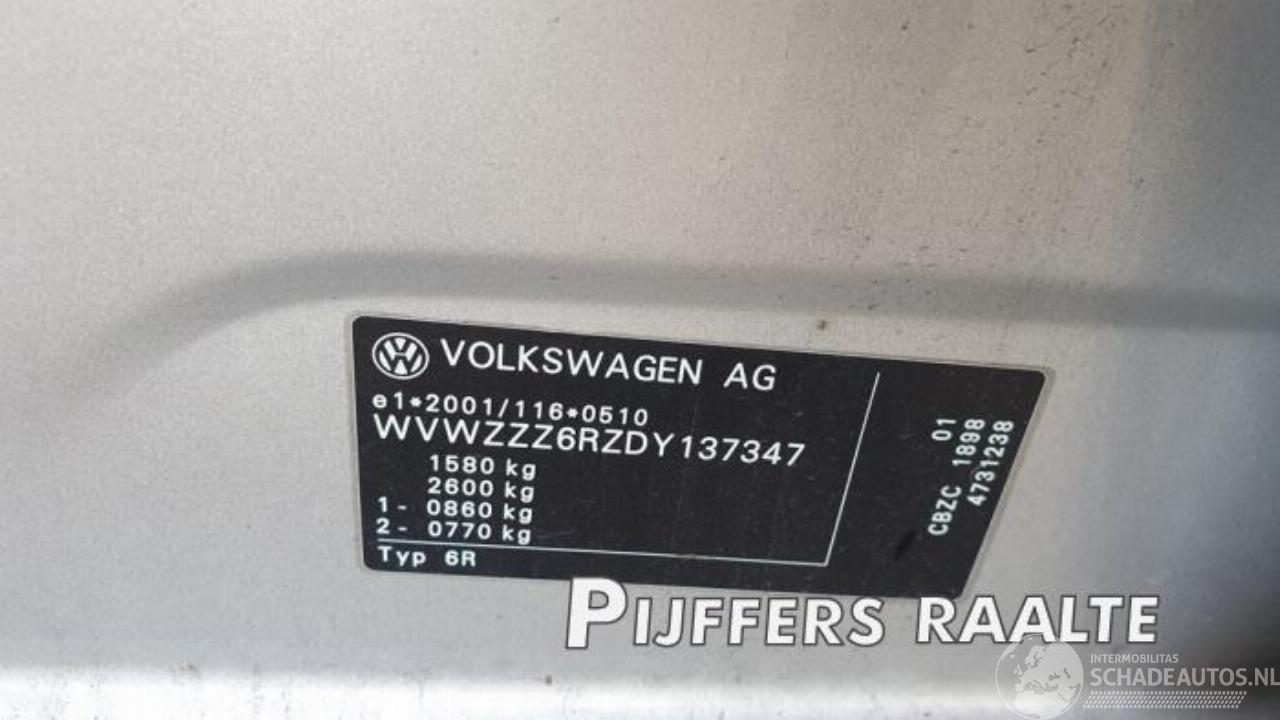 VOLKSWAGEN AG
e1*2001/116*0510
WVWZZZ6RZDY137347
1580 kg
2600 kg
1 - 0860 kg
2 - 0770 kg
Typ 6R
01
CBZC 1898
4731238
PIJFFERS RAALTE
INTERMOBILITAS
SCHADEAUTOS.NL